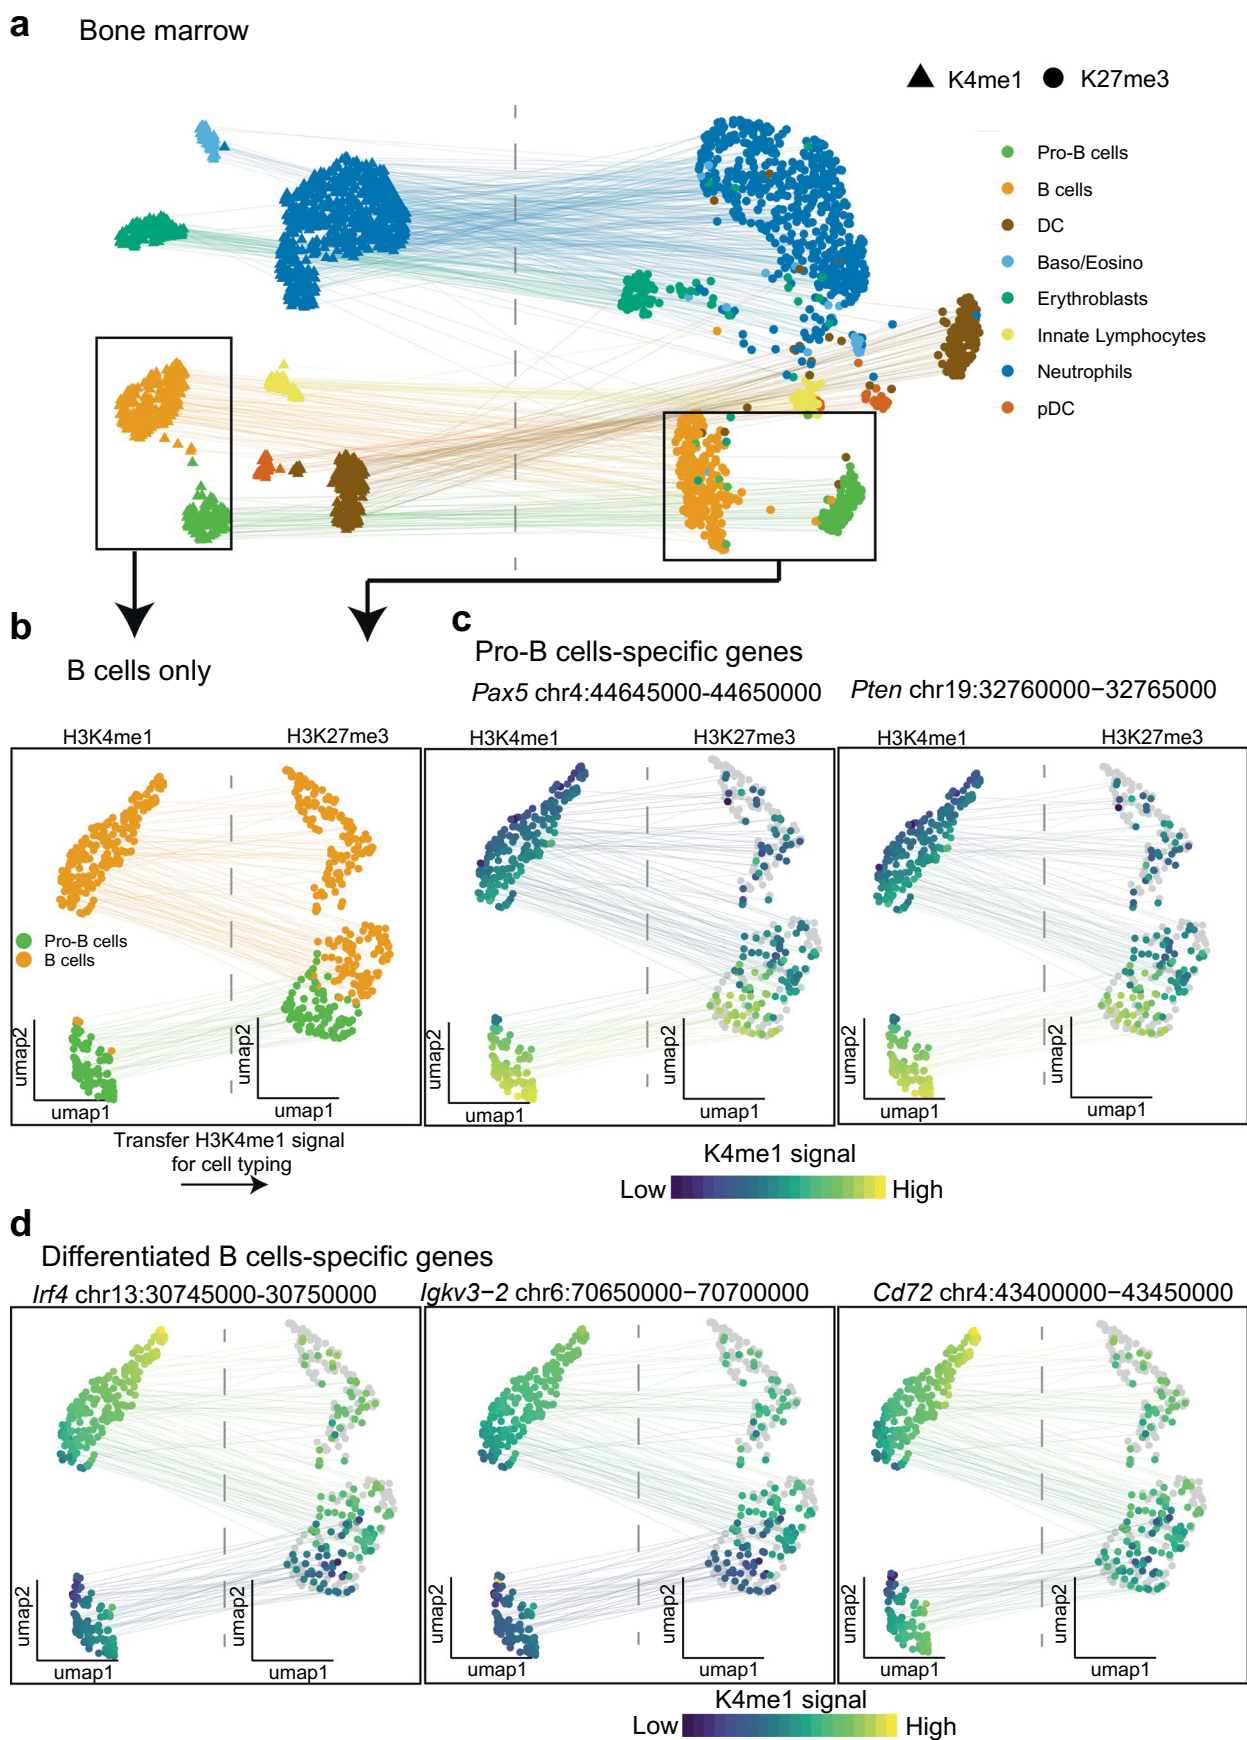 a Bone marrow
K4me1 K27me3
Pro-B cells
B cells
DC
Baso/Eosino
Erythroblasts
Innate Lymphocytes
Neutrophils
pDC
b
B cells only
H3K4me1 H3K27me3
Pro-B cells
B cells
umap2 umap2
umap1 umap1
Transfer H3K4me1 signal
for cell typing
c
Pro-B cells-specific genes
Pax5 chr4:44645000-44650000 Pten chr19:32760000−32765000
H3K4me1 H3K27me3 H3K4me1 H3K27me3
umap2 umap2 umap2 umap2
umap1 umap1 umap1 umap1
K4me1 signal
Low High
d
Differentiated B cells-specific genes
Irf4 chr13:30745000-30750000 Igkv3−2 chr6:70650000−70700000 Cd72 chr4:43400000−43450000
umap2 umap2 umap2 umap2 umap2 umap2
umap1 umap1 umap1 umap1 umap1 umap1
K4me1 signal
Low High